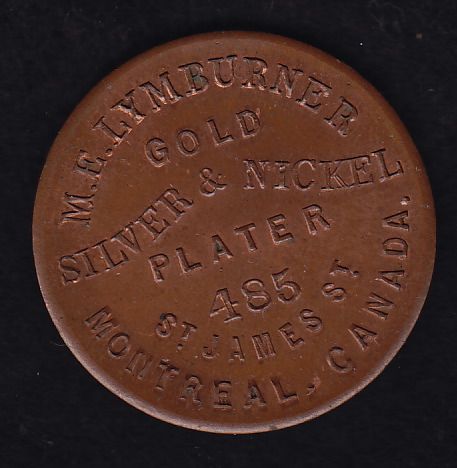 M.E. LYMBURNER
GOLD
SILVER & NICKEL
PLATER
485
ST. JAMES ST.
MONTREAL, CANADA.